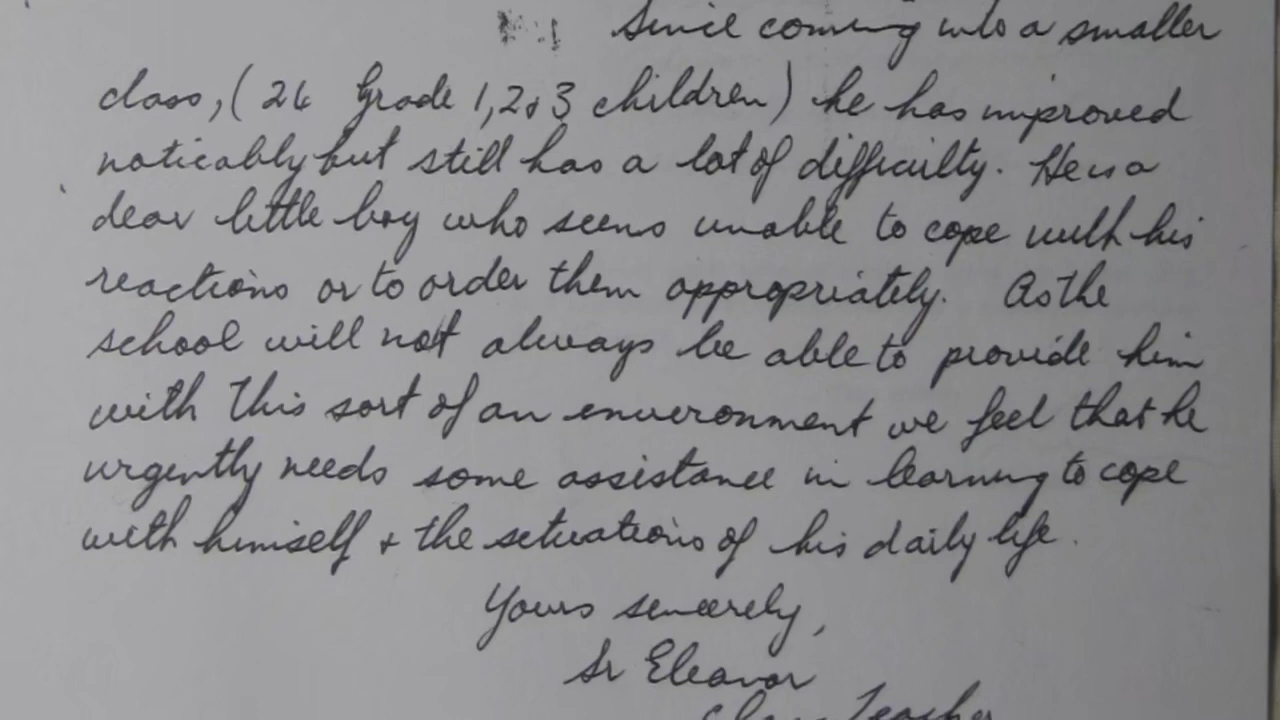 Since coming into a smaller
class, (26 Grade 1,2&3 children) he has improved
noticably but still has a lot of difficulty. He is a
dear little boy who seems unable to cope with his
reactions or to order them appropriately. As the
school will not always be able to provide him
with this sort of an environment we feel that he
urgently needs some assistance in learning to cope
with himself + the situations of his daily life.
Yours sincerely,
Sr Eleanor
Class Teacher